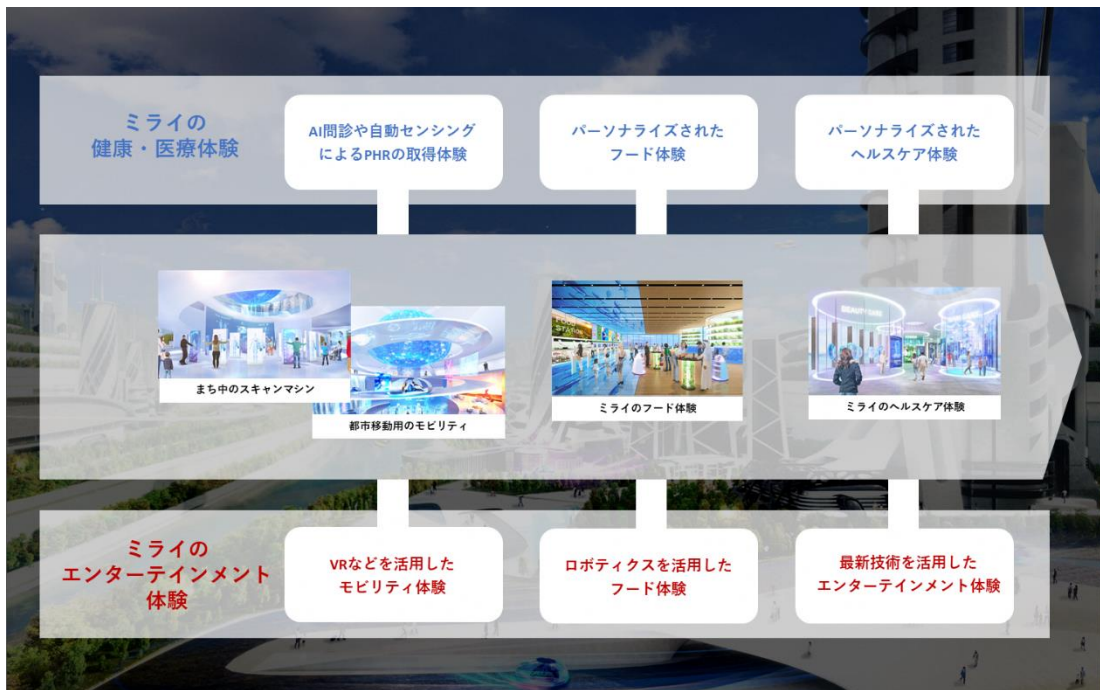 ミライの
健康・医療体験
AI問診や自動センシング
によるPHRの取得体験
パーソナライズされた
フード体験
パーソナライズされた
ヘルスケア体験
まち中のスキャンマシン
都市移動用のモビリティ
STATION
ミライのフード体験
BEAUTY CARE
ミライのヘルスケア体験
ミライの
エンターテインメント
体験
VRなどを活用した
モビリティ体験
ロボティクスを活用した
フード体験
最新技術を活用した
エンターテインメント体験